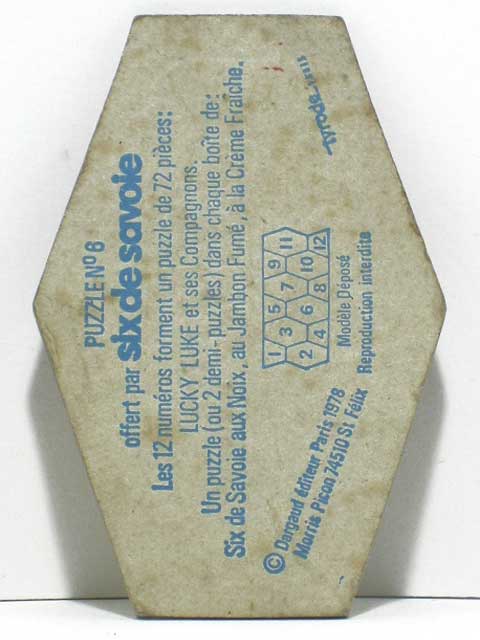 PUZZLE Nº 6
offert par six de savoie
Les 12 numéros forment un puzzle de 72 pièces:
LUCKY LUKE et ses Compagnons.
Un puzzle (ou 2 demi-puzzles) dans chaque boîte de:
Six de Savoie aux Noix, au Jambon Fumé, à la Crème Fraîche.
1 3 5 7 9 11
2 4 6 8 10 12
Modèle Déposé
Reproduction interdite
© Dargaud éditeur Paris 1978
Morris Picon 74510 St Félix
tyrode